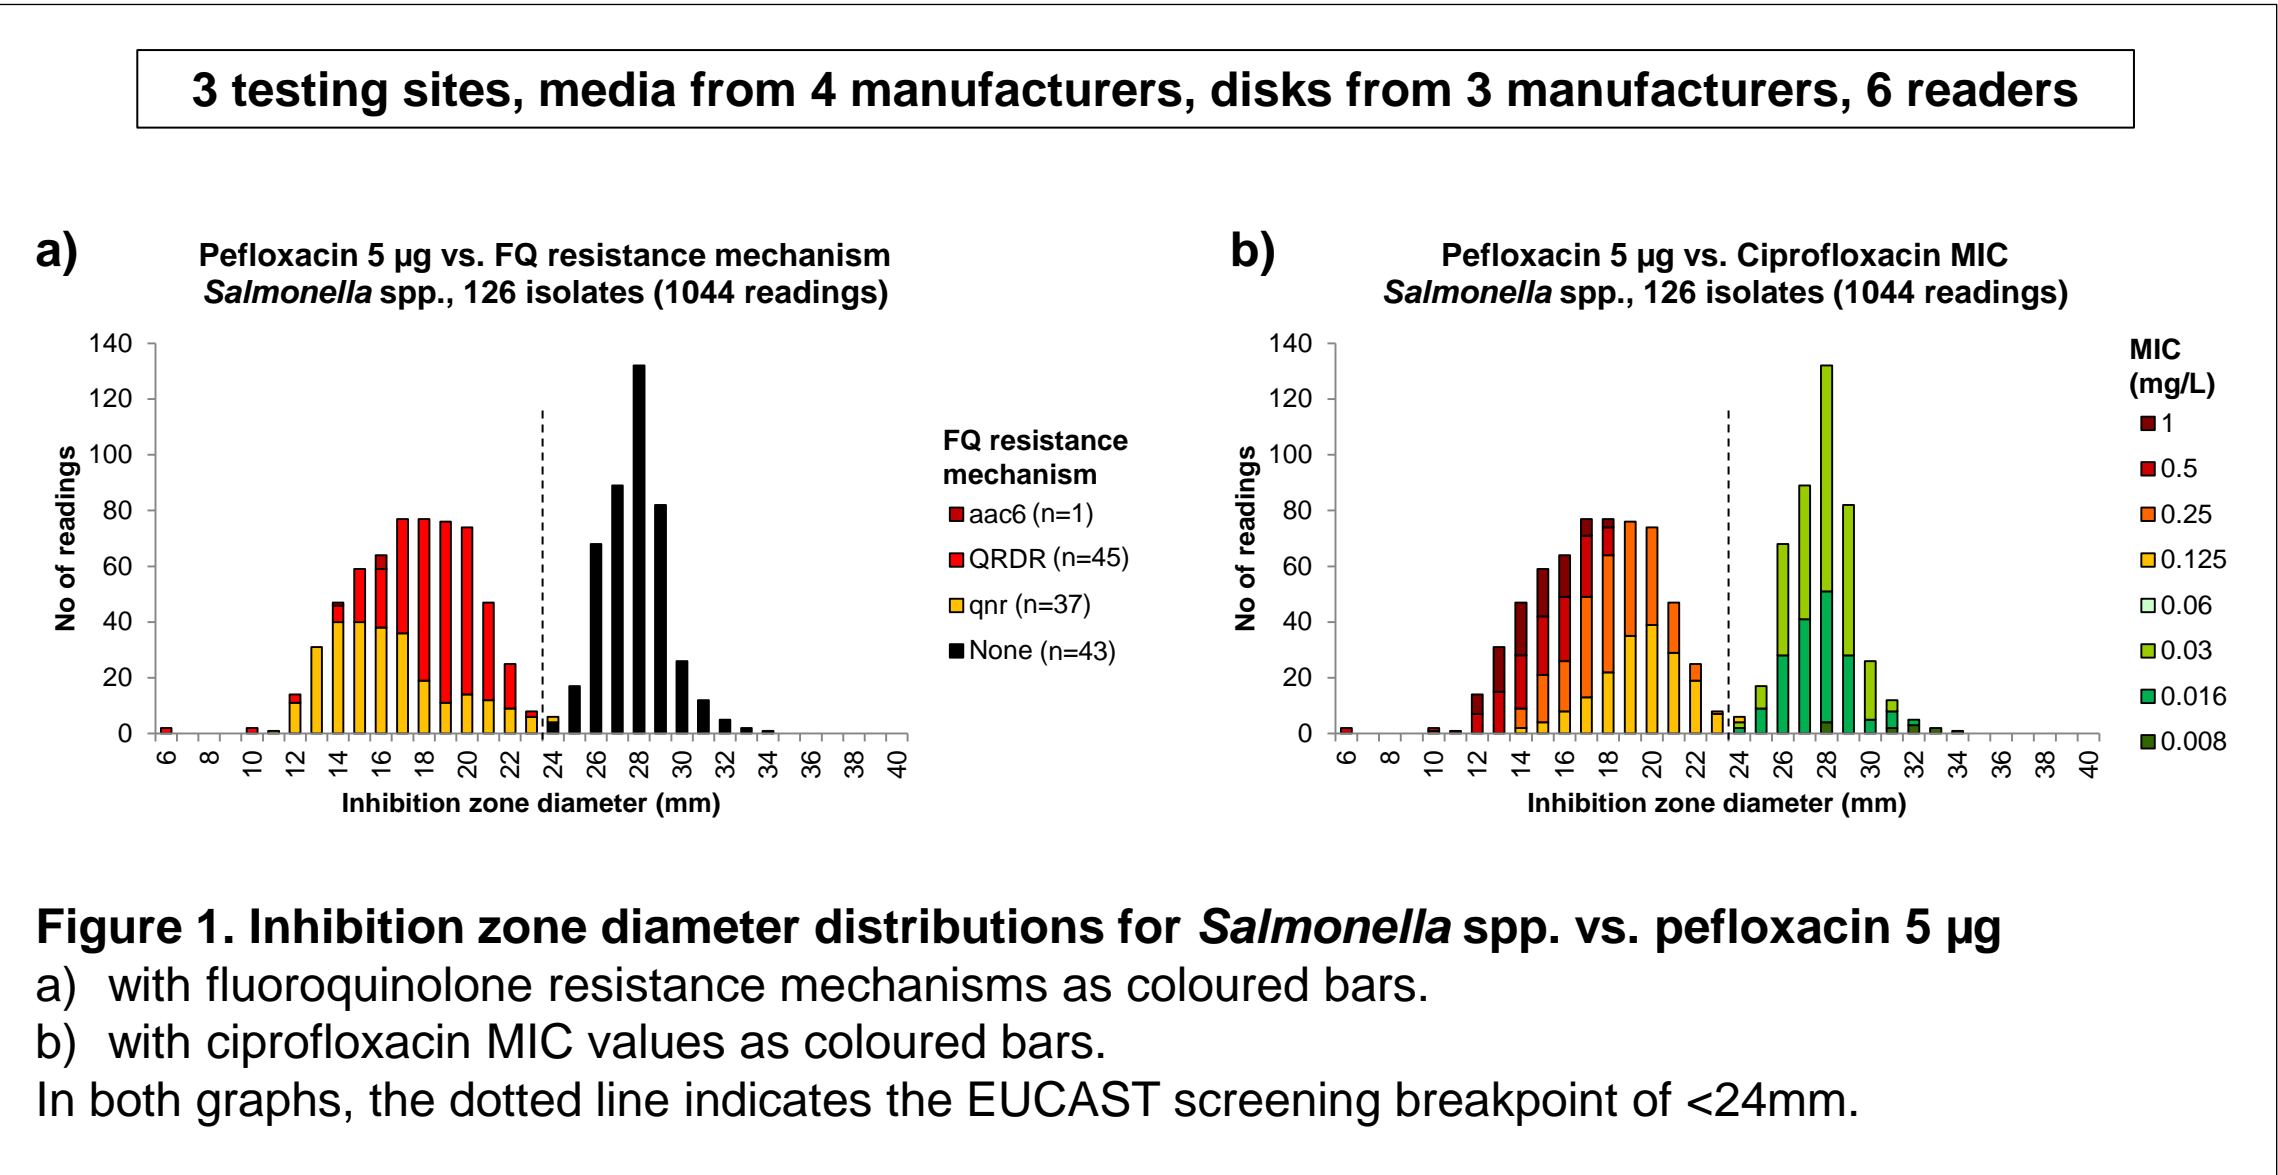 3 testing sites, media from 4 manufacturers, disks from 3 manufacturers, 6 readers
a)
Pefloxacin 5 µg vs. FQ resistance mechanism
Salmonella spp., 126 isolates (1044 readings)
140
120
100
80
60
40
20
0
No of readings
6 8 10 12 14 16 18 20 22 24 26 28 30 32 34 36 38 40
Inhibition zone diameter (mm)
FQ resistance
mechanism
aac6 (n=1)
QRDR (n=45)
qnr (n=37)
None (n=43)
b)
Pefloxacin 5 µg vs. Ciprofloxacin MIC
Salmonella spp., 126 isolates (1044 readings)
140
120
100
80
60
40
20
0
No of readings
6 8 10 12 14 16 18 20 22 24 26 28 30 32 34 36 38 40
Inhibition zone diameter (mm)
MIC
(mg/L)
1
0.5
0.25
0.125
0.06
0.03
0.016
0.008
Figure 1. Inhibition zone diameter distributions for Salmonella spp. vs. pefloxacin 5 µg
a) with fluoroquinolone resistance mechanisms as coloured bars.
b) with ciprofloxacin MIC values as coloured bars.
In both graphs, the dotted line indicates the EUCAST screening breakpoint of <24mm.